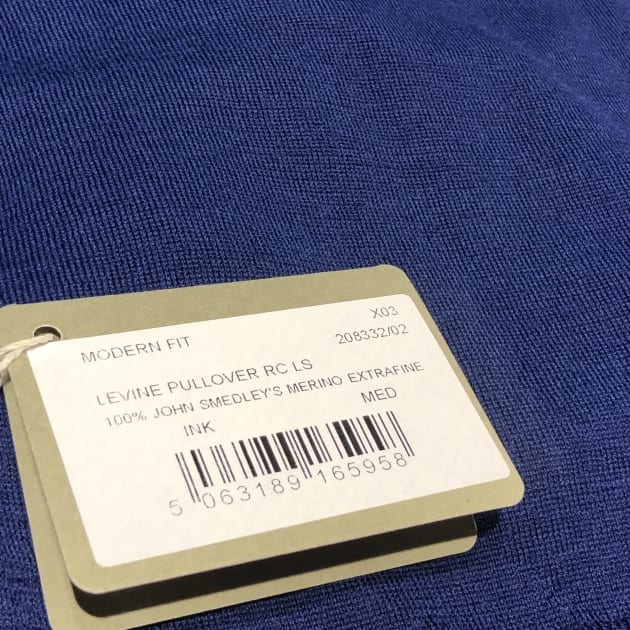 X03
MODERN FIT 208332/02
LEVINE PULLOVER RC LS
100% JOHN SMEDLEY'S MERINO EXTRAFINE
INK MED
5 063189 165958